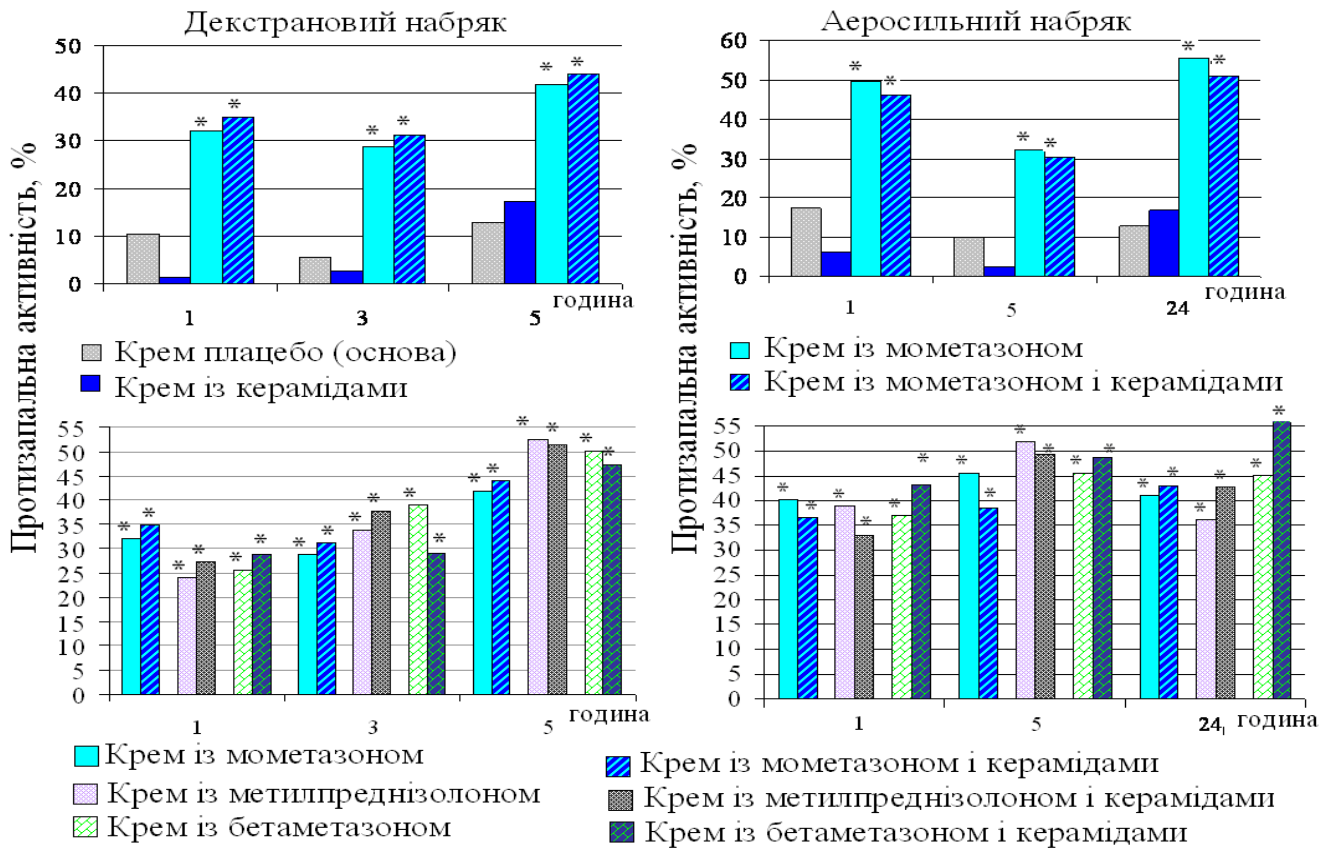 Декстрановий набряк
Аеросильний набряк
Протизапальна активність, %
50
40
30
20
10
0
* * * * * *
1 3 5 година
Протизапальна активність, %
60
50
40
30
20
10
0
* * * * * *
1 5 24 година
Крем плацебо (основа)
Крем із керамідами
Крем із мометазоном
Крем із мометазоном і керамідами
55
50
45
40
35
30
25
20
15
10
5
0
* * * * * * * * * * * * * * * * * *
1 3 5 година
55
50
45
40
35
30
25
20
15
10
5
0
* * * * * * * * * * * * * * * * * *
1 5 24 година
Крем із мометазоном
Крем із метилпреднізолоном
Крем із бетаметазоном
Крем із мометазоном і керамідами
Крем із метилпреднізолоном і керамідами
Крем із бетаметазоном і керамідами